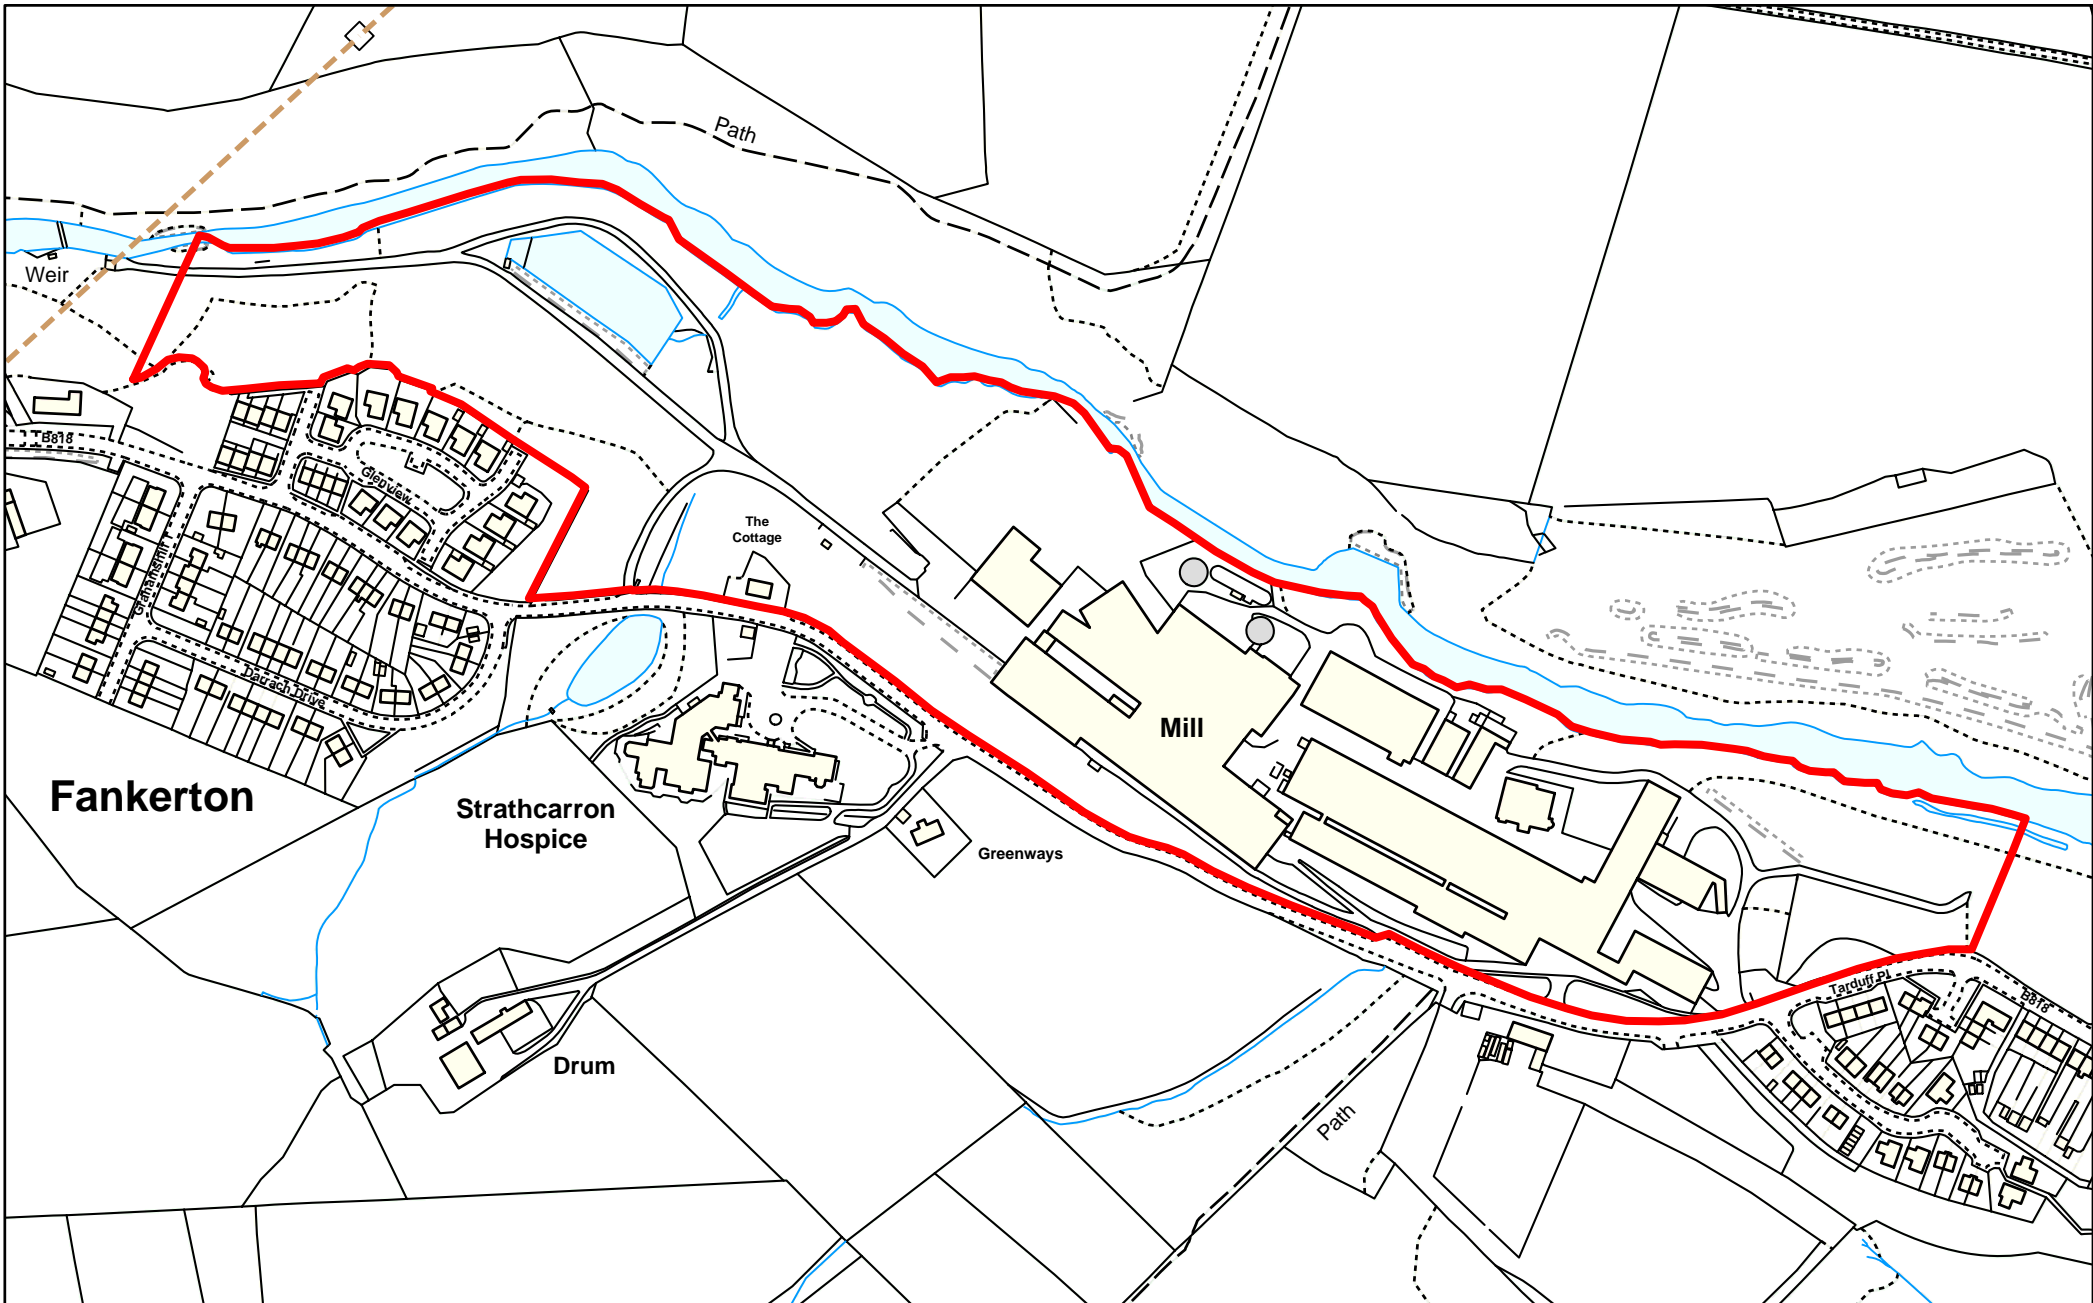 Path
Weir
B818
Glenview
The
Cottage
Grahamshill
Darrach Drive
Mill
Fankerton
Strathcarron
Hospice
Greenways
Tarduff Pl
B818
Drum
Path